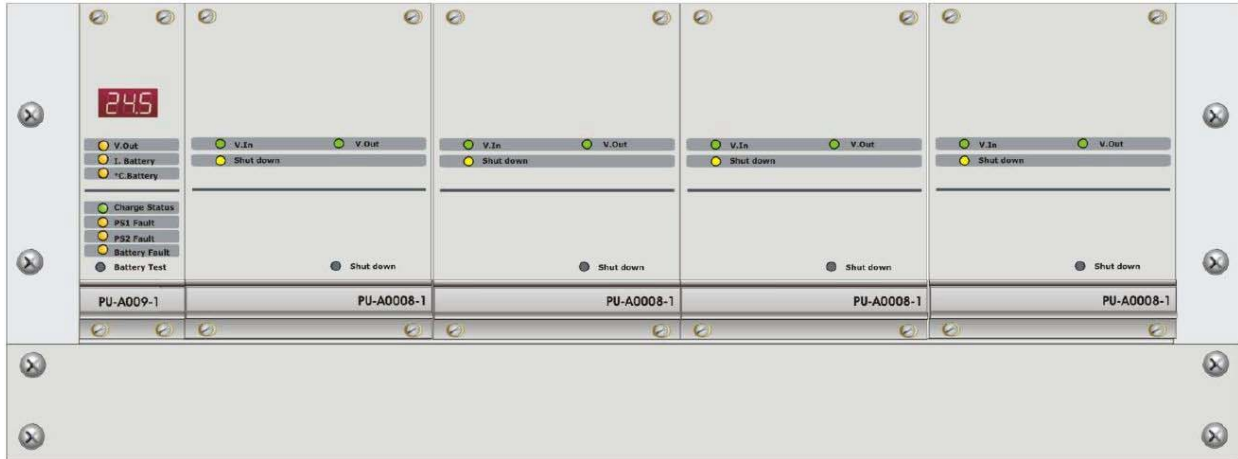 24.5
V.Out
I. Battery
°C.Battery
Charge Status
PS1 Fault
PS2 Fault
Battery Fault
Battery Test
PU-A009-1
V.In V.Out
Shut down
Shut down
PU-A0008-1
V.In V.Out
Shut down
Shut down
PU-A0008-1
V.In V.Out
Shut down
Shut down
PU-A0008-1
V.In V.Out
Shut down
Shut down
PU-A0008-1